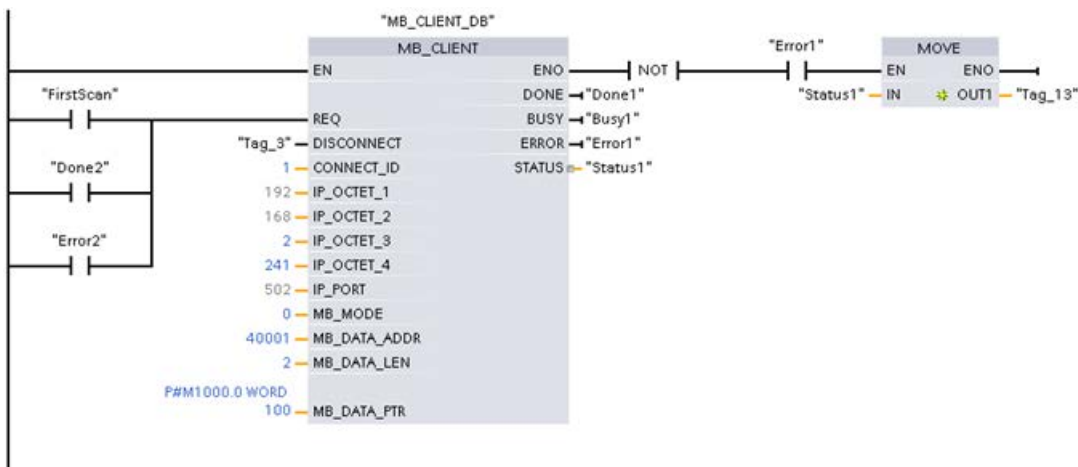 "MB_CLIENT_DB"
MB_CLIENT
"Error1"
MOVE
EN ENO NOT EN ENO
"FirstScan" DONE "Done1" "Status1" IN OUT1 "Tag_13"
REQ BUSY "Busy1"
"Tag_3" DISCONNECT ERROR "Error1"
"Done2" 1 CONNECT_ID STATUS "Status1"
192 IP_OCTET_1
168 IP_OCTET_2
"Error2" 2 IP_OCTET_3
241 IP_OCTET_4
502 IP_PORT
0 MB_MODE
40001 MB_DATA_ADDR
2 MB_DATA_LEN
P#M1000.0 WORD
100 MB_DATA_PTR